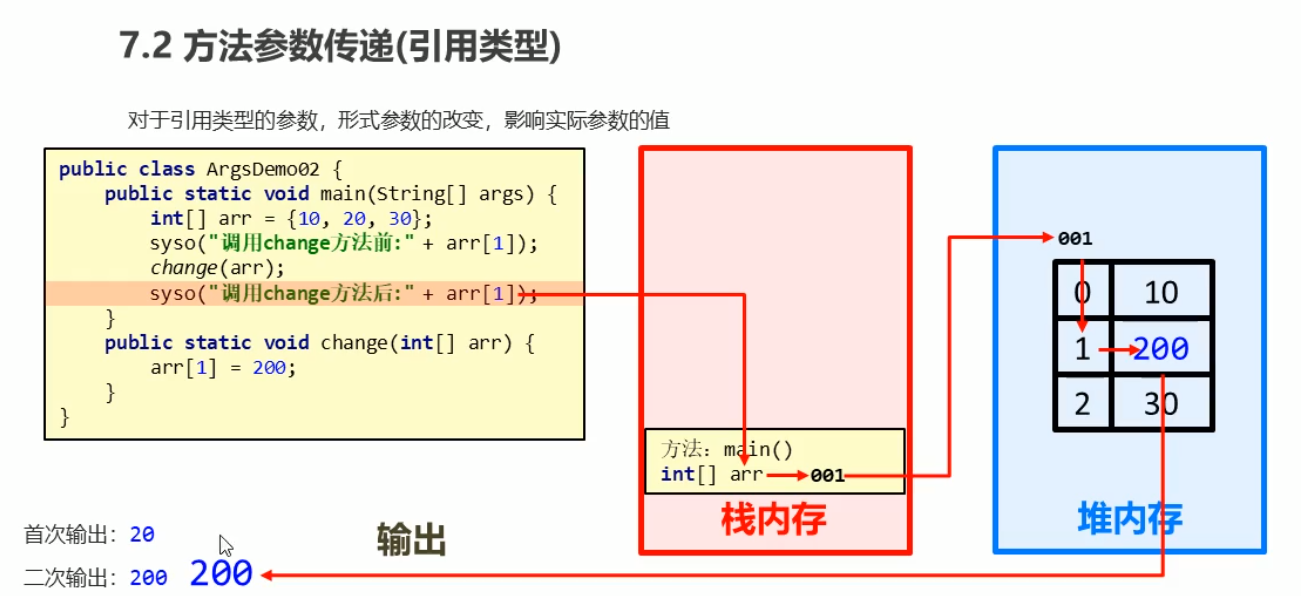 7.2 方法参数传递(引用类型)
对于引用类型的参数，形式参数的改变，影响实际参数的值
public class ArgsDemo02 {
public static void main(String[] args) {
int[] arr = {10, 20, 30};
syso("调用change方法前:" + arr[1]);
change(arr);
syso("调用change方法后:" + arr[1]);
}
public static void change(int[] arr) {
arr[1] = 200;
}
}
方法：main()
int[] arr 001
栈内存
001
0 10
1 200
2 30
堆内存
首次输出：20
输出
二次输出：200 200